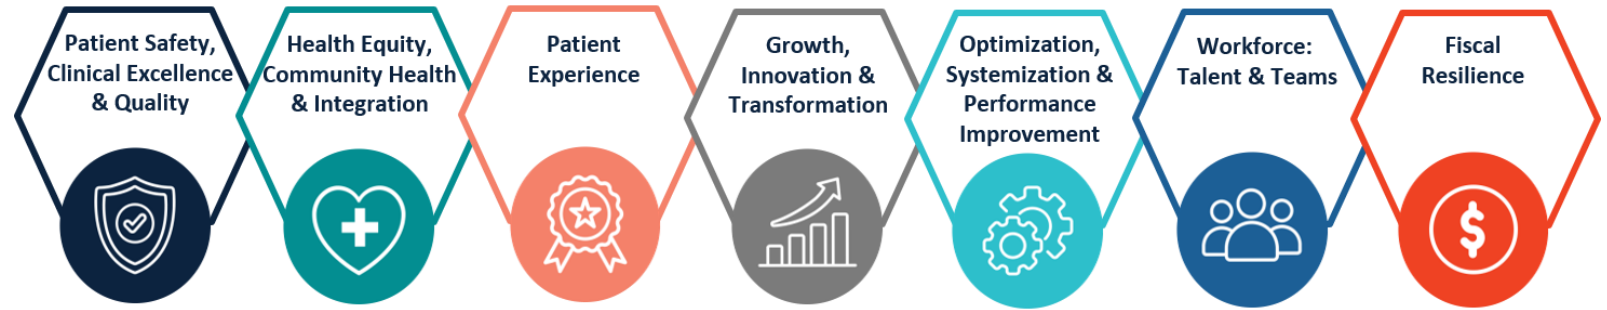 Patient Safety,
Clinical Excellence
& Quality
Health Equity,
Community Health
& Integration
Patient
Experience
Growth,
Innovation &
Transformation
Optimization,
Systemization &
Performance
Improvement
Workforce:
Talent & Teams
Fiscal
Resilience
$